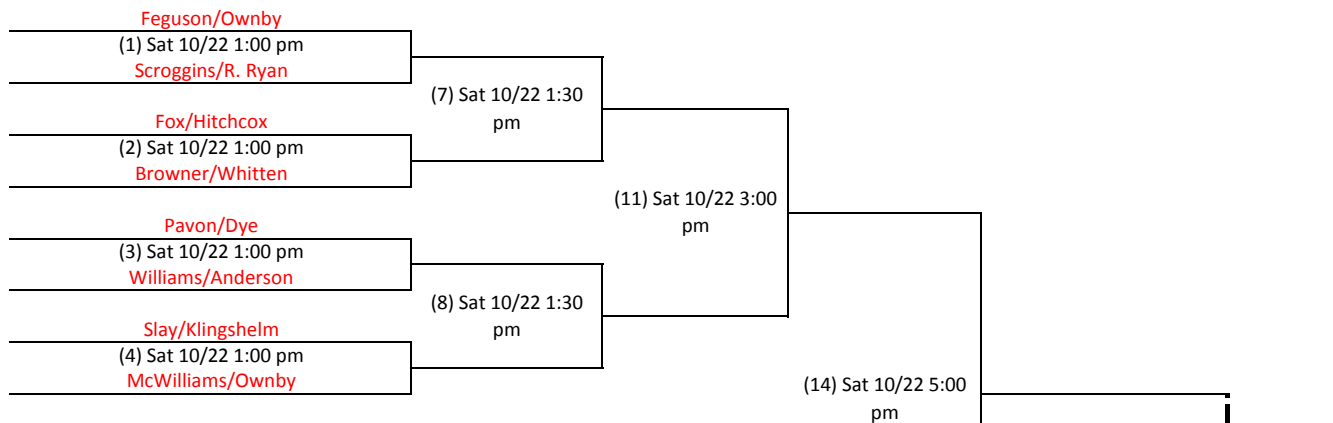 Feguson/Ownby
(1) Sat 10/22 1:00 pm
Scroggins/R. Ryan
(7) Sat 10/22 1:30
pm
Fox/Hitchcox
(2) Sat 10/22 1:00 pm
Browner/Whitten
(11) Sat 10/22 3:00
pm
Pavon/Dye
(3) Sat 10/22 1:00 pm
Williams/Anderson
(8) Sat 10/22 1:30
pm
Slay/Klingshelm
(4) Sat 10/22 1:00 pm
McWilliams/Ownby
(14) Sat 10/22 5:00
pm